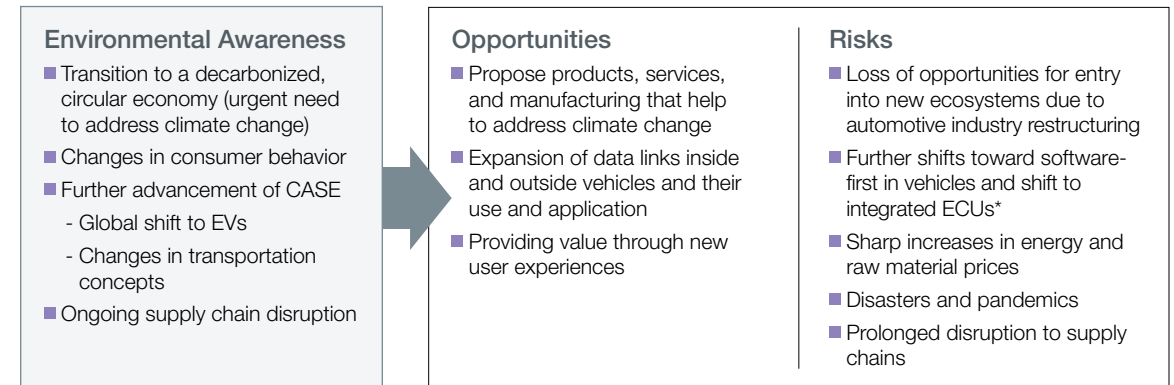 Environmental Awareness
■ Transition to a decarbonized,
circular economy (urgent need
to address climate change)
■ Changes in consumer behavior
■ Further advancement of CASE
- Global shift to EVs
- Changes in transportation
concepts
■ Ongoing supply chain disruption
Opportunities
■ Propose products, services,
and manufacturing that help
to address climate change
■ Expansion of data links inside
and outside vehicles and their
use and application
■ Providing value through new
user experiences
Risks
■ Loss of opportunities for entry
into new ecosystems due to
automotive industry restructuring
■ Further shifts toward software-
first in vehicles and shift to
integrated ECUs*
■ Sharp increases in energy and
raw material prices
■ Disasters and pandemics
■ Prolonged disruption to supply
chains